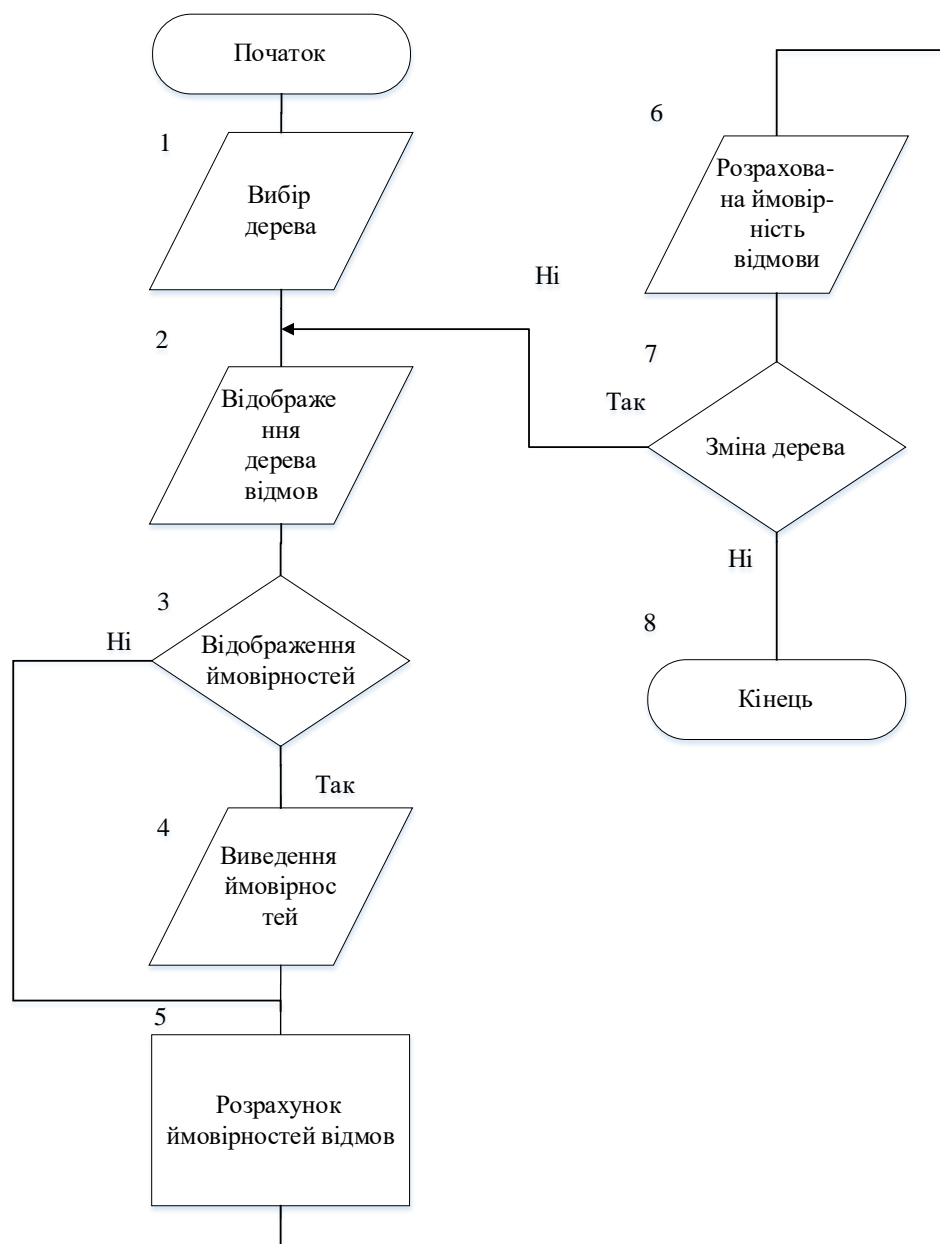 Початок
1
Вибір
дерева
2
Відображе
ння
дерева
відмов
3
Ні
Відображення
ймовірностей
Так
4
Виведення
ймовірнос
тей
5
Розрахунок
ймовірностей відмов
6
Розрахова-
на ймовір-
ність
відмови
Ні
7
Так
Зміна дерева
Ні
8
Кінець